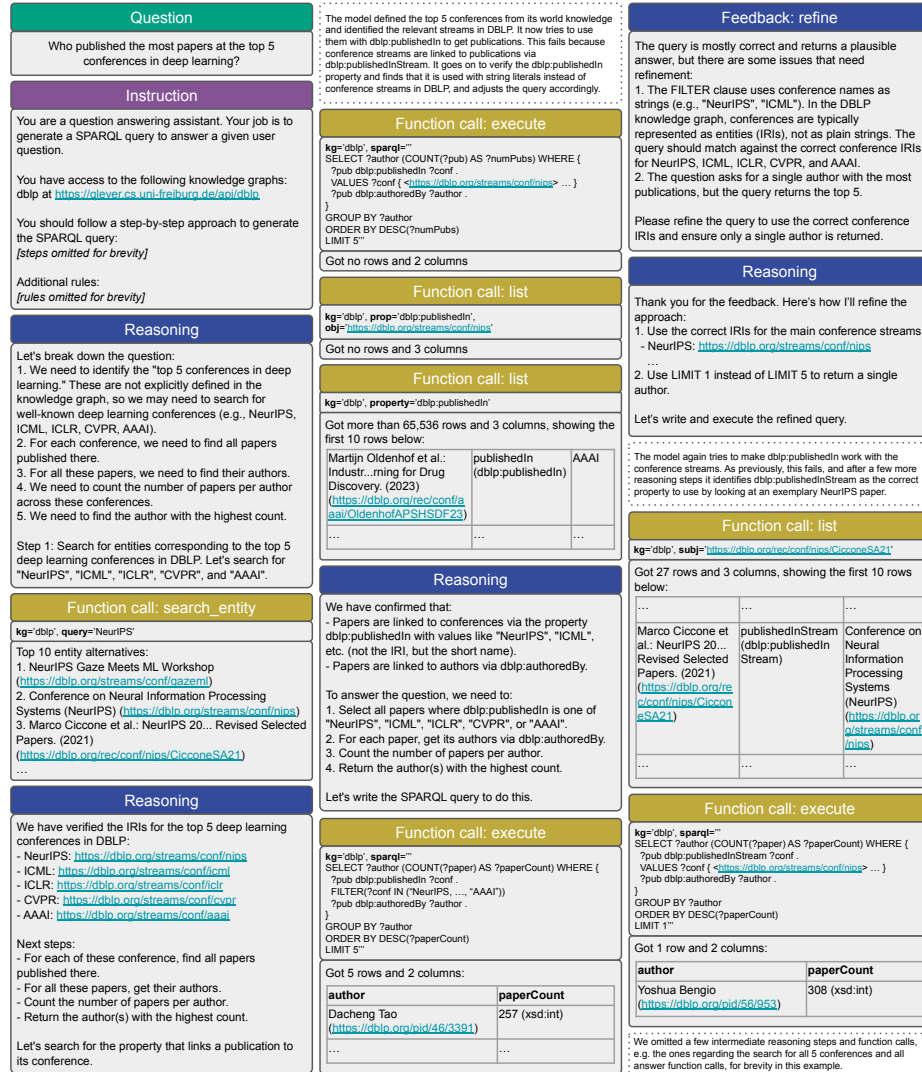 Question
Who published the most papers at the top 5
conferences in deep learning?
Instruction
You are a question answering assistant. Your job is to
generate a SPARQL query to answer a given user
question.
You have access to the following knowledge graphs:
dblp at https://qlever.cs.uni-freiburg.de/api/dblp
You should follow a step-by-step approach to generate
the SPARQL query:
[steps omitted for brevity]
Additional rules:
[rules omitted for brevity]
Reasoning
Let's break down the question:
1. We need to identify the "top 5 conferences in deep
learning." These are not explicitly defined in the
knowledge graph, so we may need to search for
well-known deep learning conferences (e.g., NeurIPS,
ICML, ICLR, CVPR, AAAI).
2. For each conference, we need to find all papers
published there.
3. For all these papers, we need to find their authors.
4. We need to count the number of papers per author
across these conferences.
5. We need to find the author with the highest count.
Step 1: Search for entities corresponding to the top 5
deep learning conferences in DBLP. Let's search for
"NeurIPS", "ICML", "ICLR", "CVPR", and "AAAI".
Function call: search_entity
kg='dblp', query='NeurIPS'
Top 10 entity alternatives:
1. NeurIPS Gaze Meets ML Workshop
(https://dblp.org/streams/conf/gazeml)
2. Conference on Neural Information Processing
Systems (NeurIPS) (https://dblp.org/streams/conf/nips)
3. Marco Ciccone et al.: NeurIPS 20... Revised Selected
Papers. (2021)
(https://dblp.org/rec/conf/nips/CicconeSA21)
…
Reasoning
We have verified the IRIs for the top 5 deep learning
conferences in DBLP:
- NeurIPS: https://dblp.org/streams/conf/nips
- ICML: https://dblp.org/streams/conf/icml
- ICLR: https://dblp.org/streams/conf/iclr
- CVPR: https://dblp.org/streams/conf/cvpr
- AAAI: https://dblp.org/streams/conf/aaai
Next steps:
- For each of these conference, find all papers
published there.
- For all these papers, get their authors.
- Count the number of papers per author.
- Return the author(s) with the highest count.
Let's search for the property that links a publication to
its conference.
The model defined the top 5 conferences from its world knowledge
and identified the relevant streams in DBLP. It now tries to use
them with dblp:publishedIn to get publications. This fails because
conference streams are linked to publications via
dblp:publishedInStream. It goes on to verify the dblp:publishedIn
property and finds that it is used with string literals instead of
conference streams in DBLP, and adjusts the query accordingly.
Function call: execute
kg='dblp', sparql='''
SELECT ?author (COUNT(?pub) AS ?numPubs) WHERE {
?pub dblp:publishedIn ?conf .
VALUES ?conf { <https://dblp.org/streams/conf/nips> … }
?pub dblp:authoredBy ?author .
}
GROUP BY ?author
ORDER BY DESC(?numPubs)
LIMIT 5'''
Got no rows and 2 columns
Function call: list
kg='dblp', prop='dblp:publishedIn',
obj='https://dblp.org/streams/conf/nips'
Got no rows and 3 columns
Function call: list
kg='dblp', property='dblp:publishedIn'
Got more than 65,536 rows and 3 columns, showing the
first 10 rows below:
Martijn Oldenhof et al.: publishedIn AAAI
Industr...rning for Drug (dblp:publishedIn)
Discovery. (2023)
(https://dblp.org/rec/conf/a
aai/OldenhofAPSHSDF23)
… … …
Reasoning
We have confirmed that:
- Papers are linked to conferences via the property
dblp:publishedIn with values like "NeurIPS", "ICML",
etc. (not the IRI, but the short name).
- Papers are linked to authors via dblp:authoredBy.
To answer the question, we need to:
1. Select all papers where dblp:publishedIn is one of
"NeurIPS", "ICML", "ICLR", "CVPR", or "AAAI".
2. For each paper, get its authors via dblp:authoredBy.
3. Count the number of papers per author.
4. Return the author(s) with the highest count.
Let's write the SPARQL query to do this.
Function call: execute
kg='dblp', sparql='''
SELECT ?author (COUNT(?paper) AS ?paperCount) WHERE {
?pub dblp:publishedIn ?conf .
FILTER(?conf IN ("NeurIPS, …, "AAAI"))
?pub dblp:authoredBy ?author .
}
GROUP BY ?author
ORDER BY DESC(?paperCount)
LIMIT 5'''
Got 5 rows and 2 columns:
author paperCount
Dacheng Tao 257 (xsd:int)
(https://dblp.org/pid/46/3391)
… …
Feedback: refine
The query is mostly correct and returns a plausible
answer, but there are some issues that need
refinement:
1. The FILTER clause uses conference names as
strings (e.g., "NeurIPS", "ICML"). In the DBLP
knowledge graph, conferences are typically
represented as entities (IRIs), not as plain strings. The
query should match against the correct conference IRIs
for NeurIPS, ICML, ICLR, CVPR, and AAAI.
2. The question asks for a single author with the most
publications, but the query returns the top 5.
Please refine the query to use the correct conference
IRIs and ensure only a single author is returned.
Reasoning
Thank you for the feedback. Here's how I'll refine the
approach:
1. Use the correct IRIs for the main conference streams
- NeurIPS: https://dblp.org/streams/conf/nips
…
2. Use LIMIT 1 instead of LIMIT 5 to return a single
author.
Let's write and execute the refined query.
The model again tries to make dblp:publishedIn work with the
conference streams. As previously, this fails, and after a few more
reasoning steps it identifies dblp:publishedInStream as the correct
property to use by looking at an exemplary NeurIPS paper.
Function call: list
kg='dblp', subj='https://dblp.org/rec/conf/nips/CicconeSA21'
Got 27 rows and 3 columns, showing the first 10 rows
below:
… … …
Marco Ciccone et publishedInStream Conference on
al.: NeurIPS 20... (dblp:publishedIn Neural
Revised Selected Stream) Information
Papers. (2021) Processing
(https://dblp.org/re Systems
c/conf/nips/Ciccon (NeurIPS)
eSA21) (https://dblp.or
g/streams/conf
/nips)
… … …
Function call: execute
kg='dblp', sparql='''
SELECT ?author (COUNT(?paper) AS ?paperCount) WHERE {
?pub dblp:publishedInStream ?conf .
VALUES ?conf { <https://dblp.org/streams/conf/nips> … }
?pub dblp:authoredBy ?author .
}
GROUP BY ?author
ORDER BY DESC(?paperCount)
LIMIT 1'''
Got 1 row and 2 columns:
author paperCount
Yoshua Bengio 308 (xsd:int)
(https://dblp.org/pid/56/953)
We omitted a few intermediate reasoning steps and function calls,
e.g. the ones regarding the search for all 5 conferences and all
answer function calls, for brevity in this example.